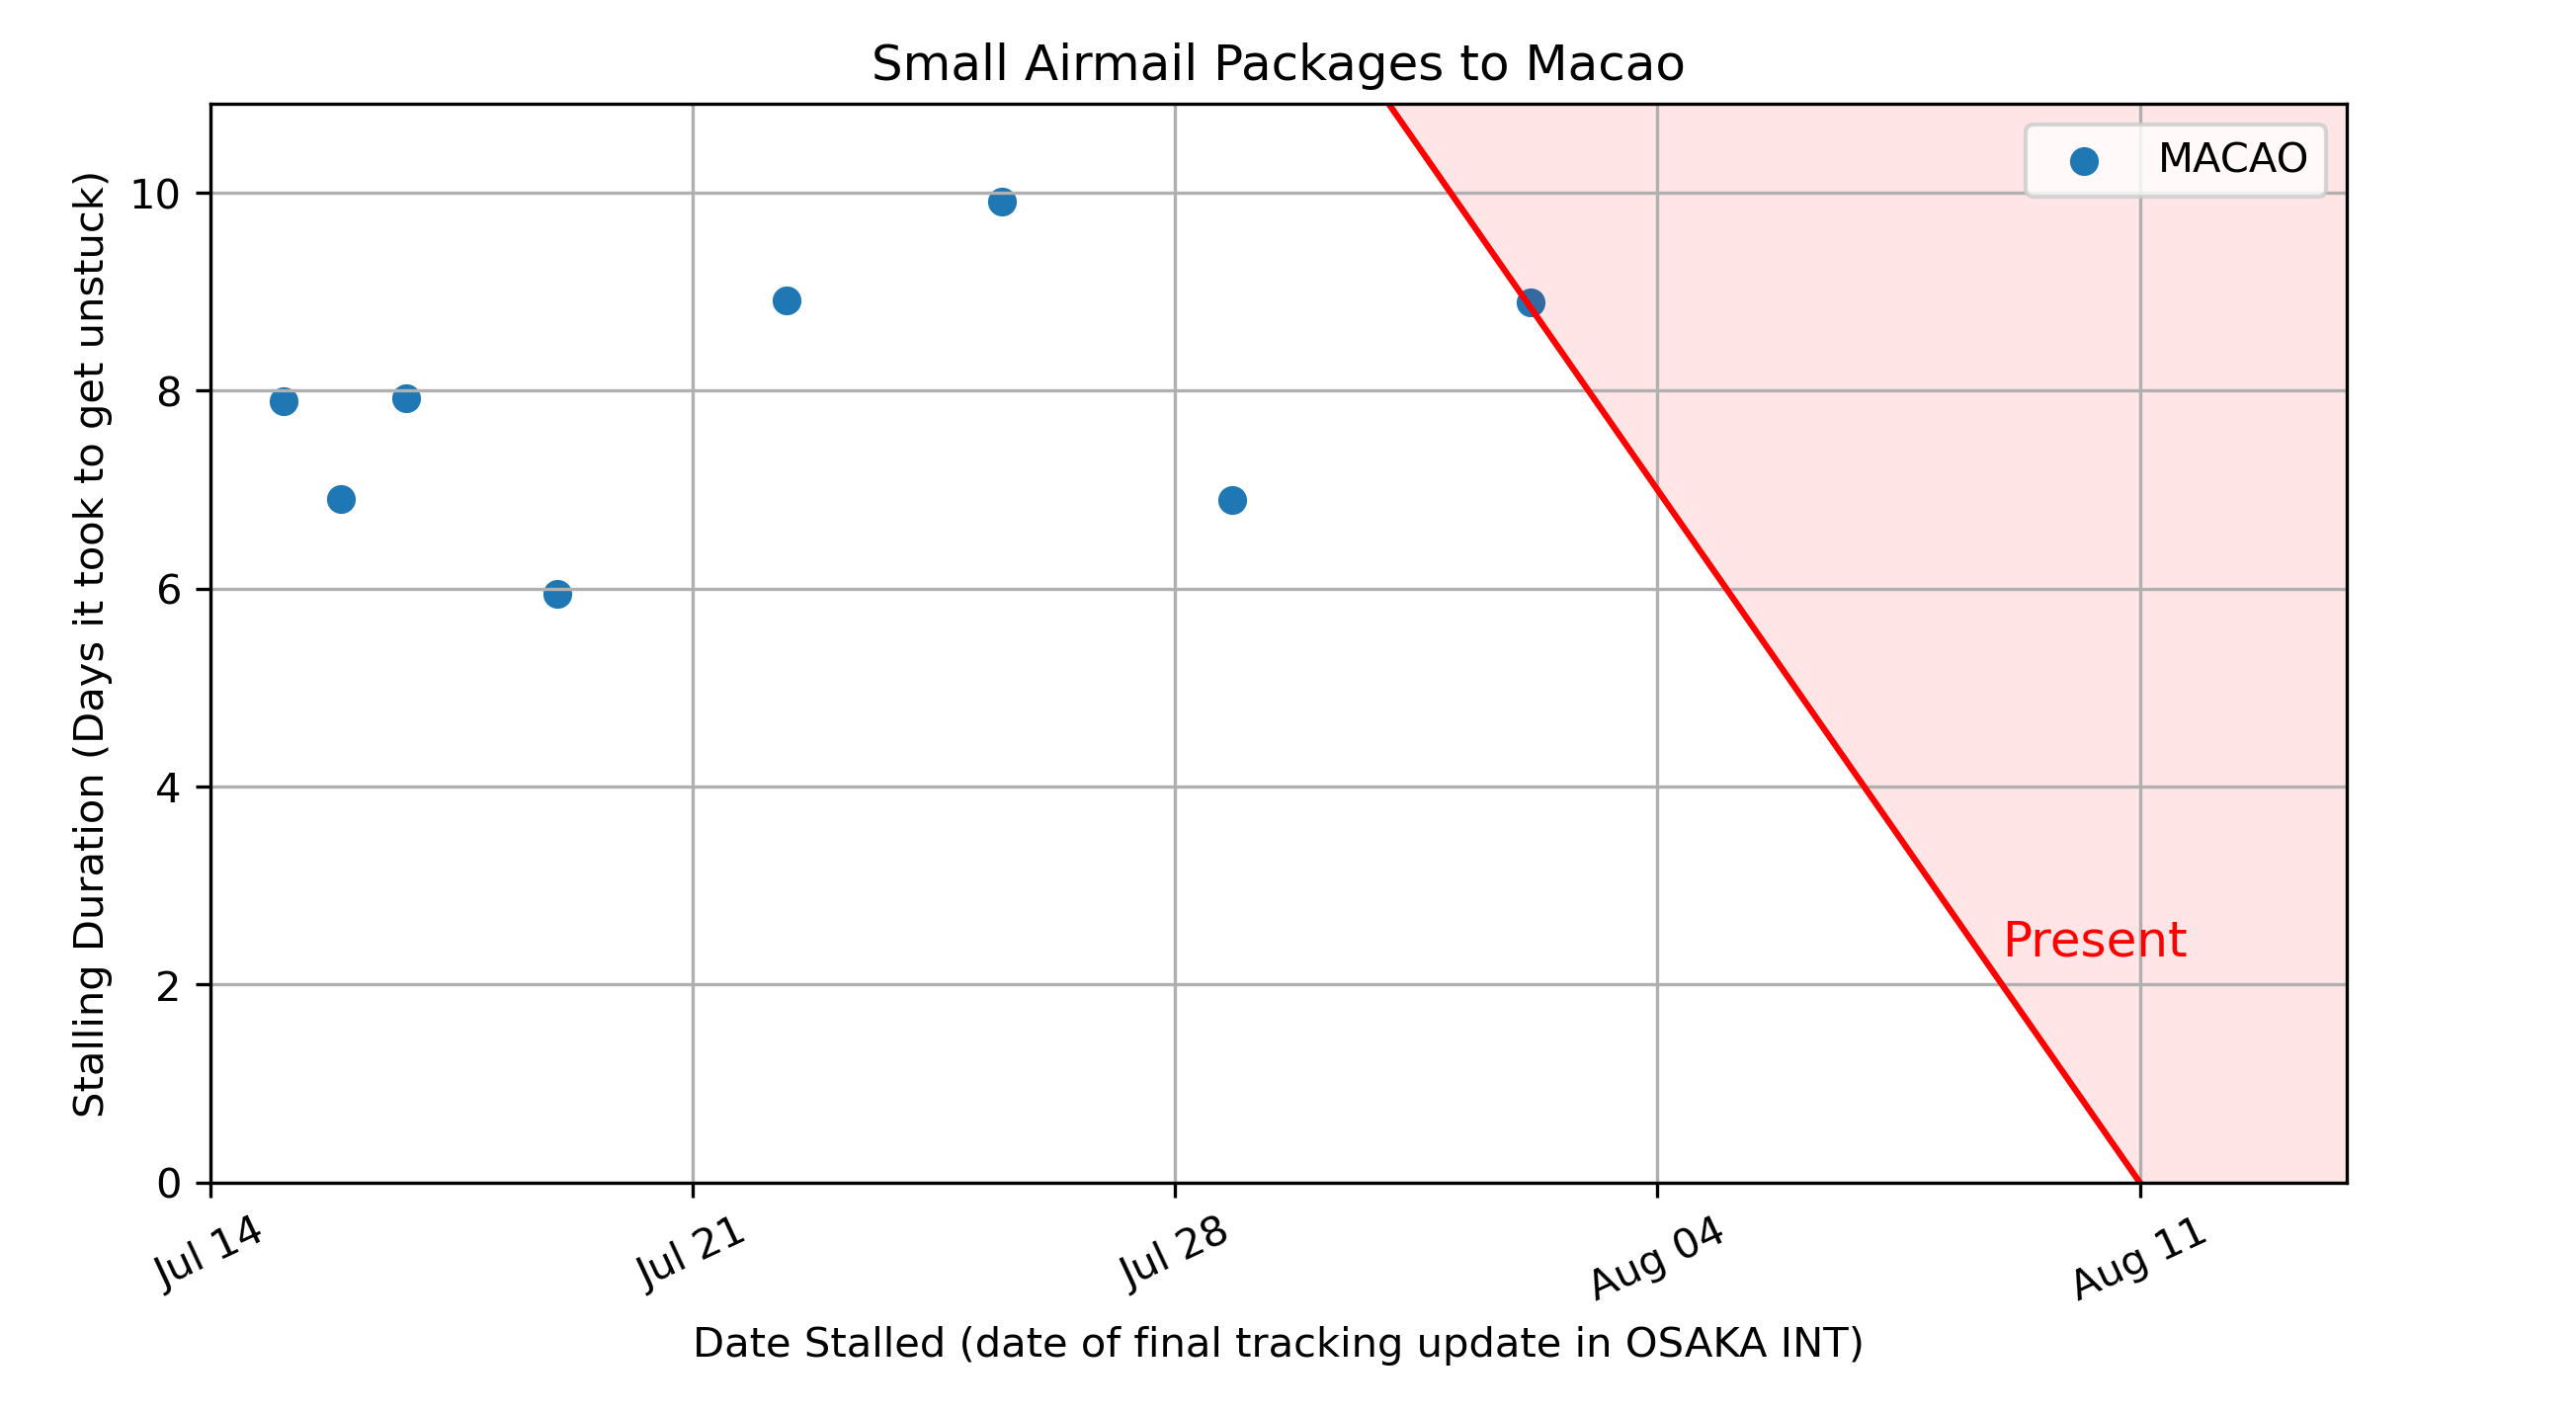 Small Airmail Packages to Macao
MACAO
Stalling Duration (Days it took to get unstuck)
10
8
6
4
2
0
Present
Jul 14
Jul 21
Jul 28
Aug 04
Aug 11
Date Stalled (date of final tracking update in OSAKA INT)